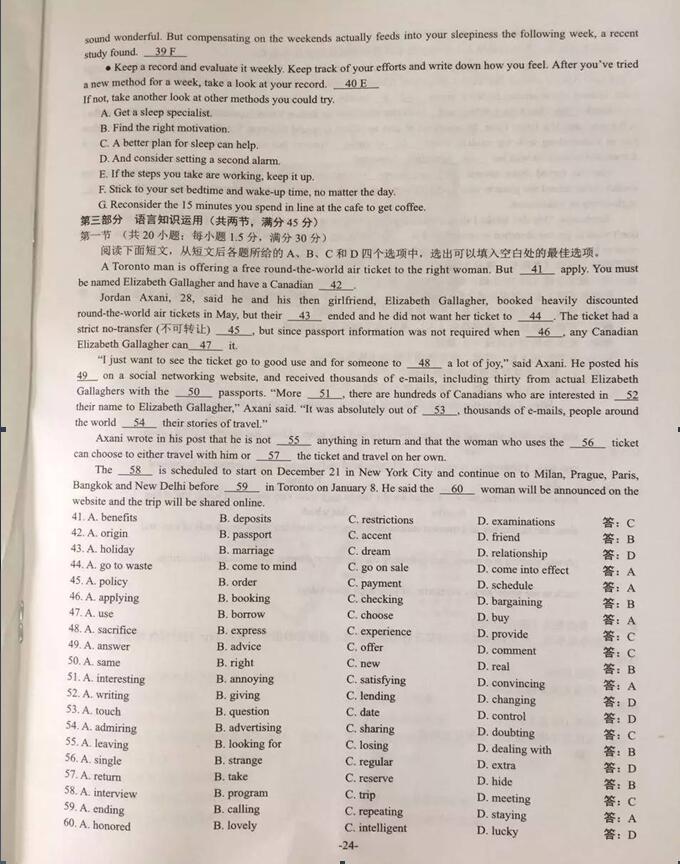 sound wonderful. But compensating on the weekends actually feeds into your sleepiness the following week, a recent
study found. 39 F
● Keep a record and evaluate it weekly. Keep track of your efforts and write down how you feel. After you've tried
a new method for a week, take a look at your record. 40 E
If not, take another look at other methods you could try.
A. Get a sleep specialist.
B. Find the right motivation.
C. A better plan for sleep can help.
D. And consider setting a second alarm.
E. If the steps you take are working, keep it up.
F. Stick to your set bedtime and wake-up time, no matter the day.
G. Reconsider the 15 minutes you spend in line at the cafe to get coffee.
第三部分 语言知识运用（共两节，满分 45 分）
第一节 （共 20 小题；每小题 1.5 分，满分 30 分）
阅读下面短文，从短文后各题所给的 A、B、C 和 D 四个选项中，选出可以填入空白处的最佳选项。
A Toronto man is offering a free round-the-world air ticket to the right woman. But 41 apply. You must
be named Elizabeth Gallagher and have a Canadian 42 .
Jordan Axani, 28, said he and his then girlfriend, Elizabeth Gallagher, booked heavily discounted
round-the-world air tickets in May, but their 43 ended and he did not want her ticket to 44 . The ticket had a
strict no-transfer (不可转让) 45 , but since passport information was not required when 46 , any Canadian
Elizabeth Gallagher can 47 it.
"I just want to see the ticket go to good use and for someone to 48 a lot of joy," said Axani. He posted his
49 on a social networking website, and received thousands of e-mails, including thirty from actual Elizabeth
Gallaghers with the 50 passports. "More 51 , there are hundreds of Canadians who are interested in 52
their name to Elizabeth Gallagher," Axani said. "It was absolutely out of 53 , thousands of e-mails, people around
the world 54 their stories of travel."
Axani wrote in his post that he is not 55 anything in return and that the woman who uses the 56 ticket
can choose to either travel with him or 57 the ticket and travel on her own.
The 58 is scheduled to start on December 21 in New York City and continue on to Milan, Prague, Paris,
Bangkok and New Delhi before 59 in Toronto on January 8. He said the 60 woman will be announced on the
website and the trip will be shared online.
41. A. benefits B. deposits C. restrictions D. examinations 答：C
42. A. origin B. passport C. accent D. friend 答：B
43. A. holiday B. marriage C. dream D. relationship 答：D
44. A. go to waste B. come to mind C. go on sale D. come into effect 答：A
45. A. policy B. order C. payment D. schedule 答：A
46. A. applying B. booking C. checking D. bargaining 答：B
47. A. use B. borrow C. choose D. buy 答：A
48. A. sacrifice B. express C. experience D. provide 答：C
49. A. answer B. advice C. offer D. comment 答：C
50. A. same B. right C. new D. real 答：B
51. A. interesting B. annoying C. satisfying D. convincing 答：A
52. A. writing B. giving C. lending D. changing 答：D
53. A. touch B. question C. date D. control 答：D
54. A. admiring B. advertising C. sharing D. doubting 答：C
55. A. leaving B. looking for C. losing D. dealing with 答：B
56. A. single B. strange C. regular D. extra 答：D
57. A. return B. take C. reserve D. hide 答：B
58. A. interview B. program C. trip D. meeting 答：C
59. A. ending B. calling C. repeating D. staying 答：A
60. A. honored B. lovely C. intelligent D. lucky 答：D
-24-